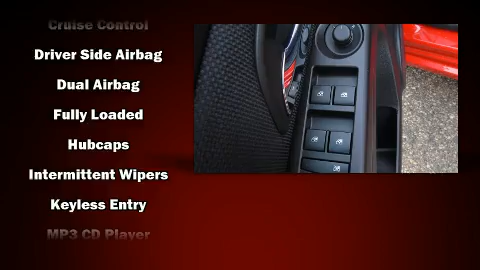 Cruise Control
Driver Side Airbag
Dual Airbag
Fully Loaded
Hubcaps
Intermittent Wipers
Keyless Entry
MP3 CD Player